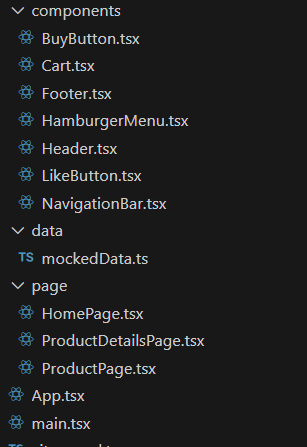 components
BuyButton.tsx
Cart.tsx
Footer.tsx
HamburgerMenu.tsx
Header.tsx
LikeButton.tsx
NavigationBar.tsx
data
TS mockedData.ts
page
HomePage.tsx
ProductDetailsPage.tsx
ProductPage.tsx
App.tsx
main.tsx